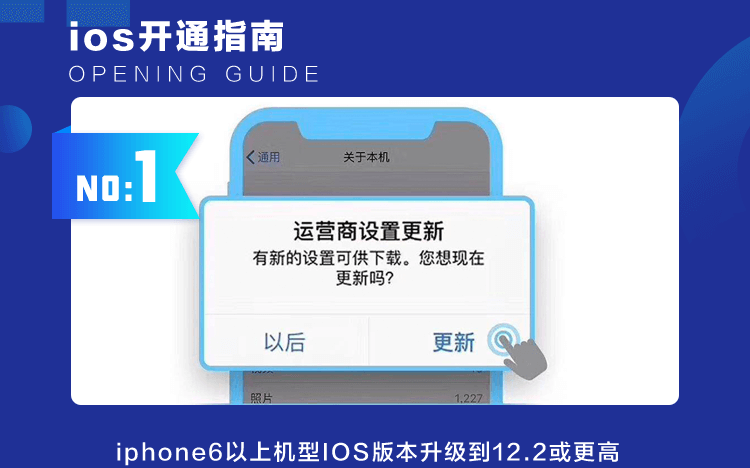 ios开通指南
OPENING GUIDE
NO:1
通用
关于本机
运营商设置更新
有新的设置可供下载。您想现在
更新吗?
以后
更新
照片
1,227
iphone6以上机型IOS版本升级到12.2或更高